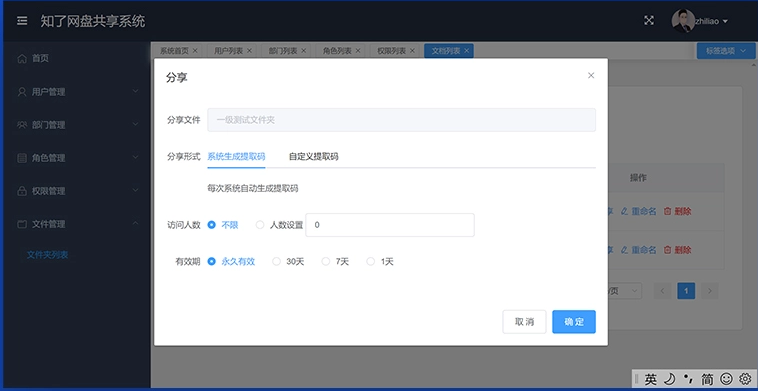 知了网盘共享系统
zhiliao
首页
用户管理
部门管理
角色管理
权限管理
文件管理
文件夹列表
系统首页 用户列表 部门列表 角色列表 权限列表 文档列表 标签选项
分享
分享文件 一级测试文件夹
分享形式 系统生成提取码 自定义提取码
每次系统自动生成提取码
访问人数 不限 人数设置 0
有效期 永久有效 30天 7天 1天
取消 确定
操作
享 重命名 删除
享 重命名 删除
/页 1
英 简